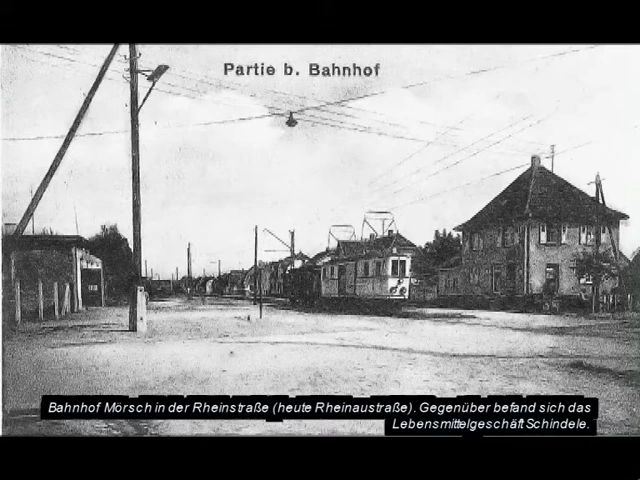 Partie b. Bahnhof
Bahnhof Mörsch in der Rheinstraße (heute Rheinaustraße). Gegenüber befand sich das
Lebensmittelgeschäft Schindele.